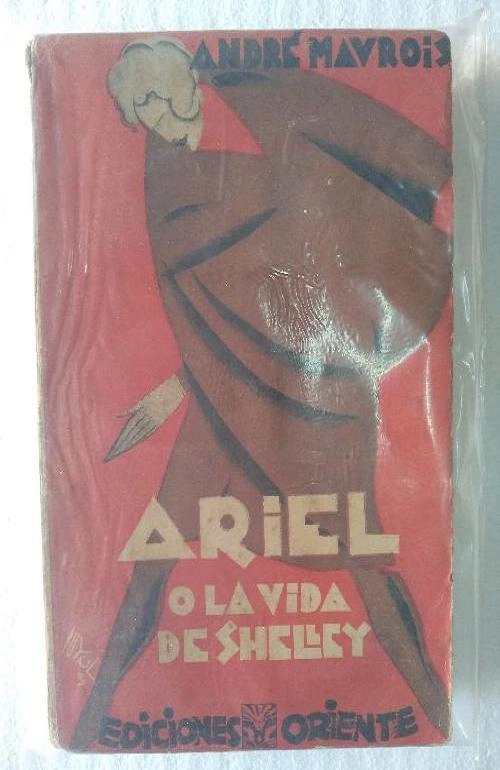 ANDRÉ MAUROIS
ARiEL
O LA ViDA
DE SHELLEY
EDiCiONES ORiENTE